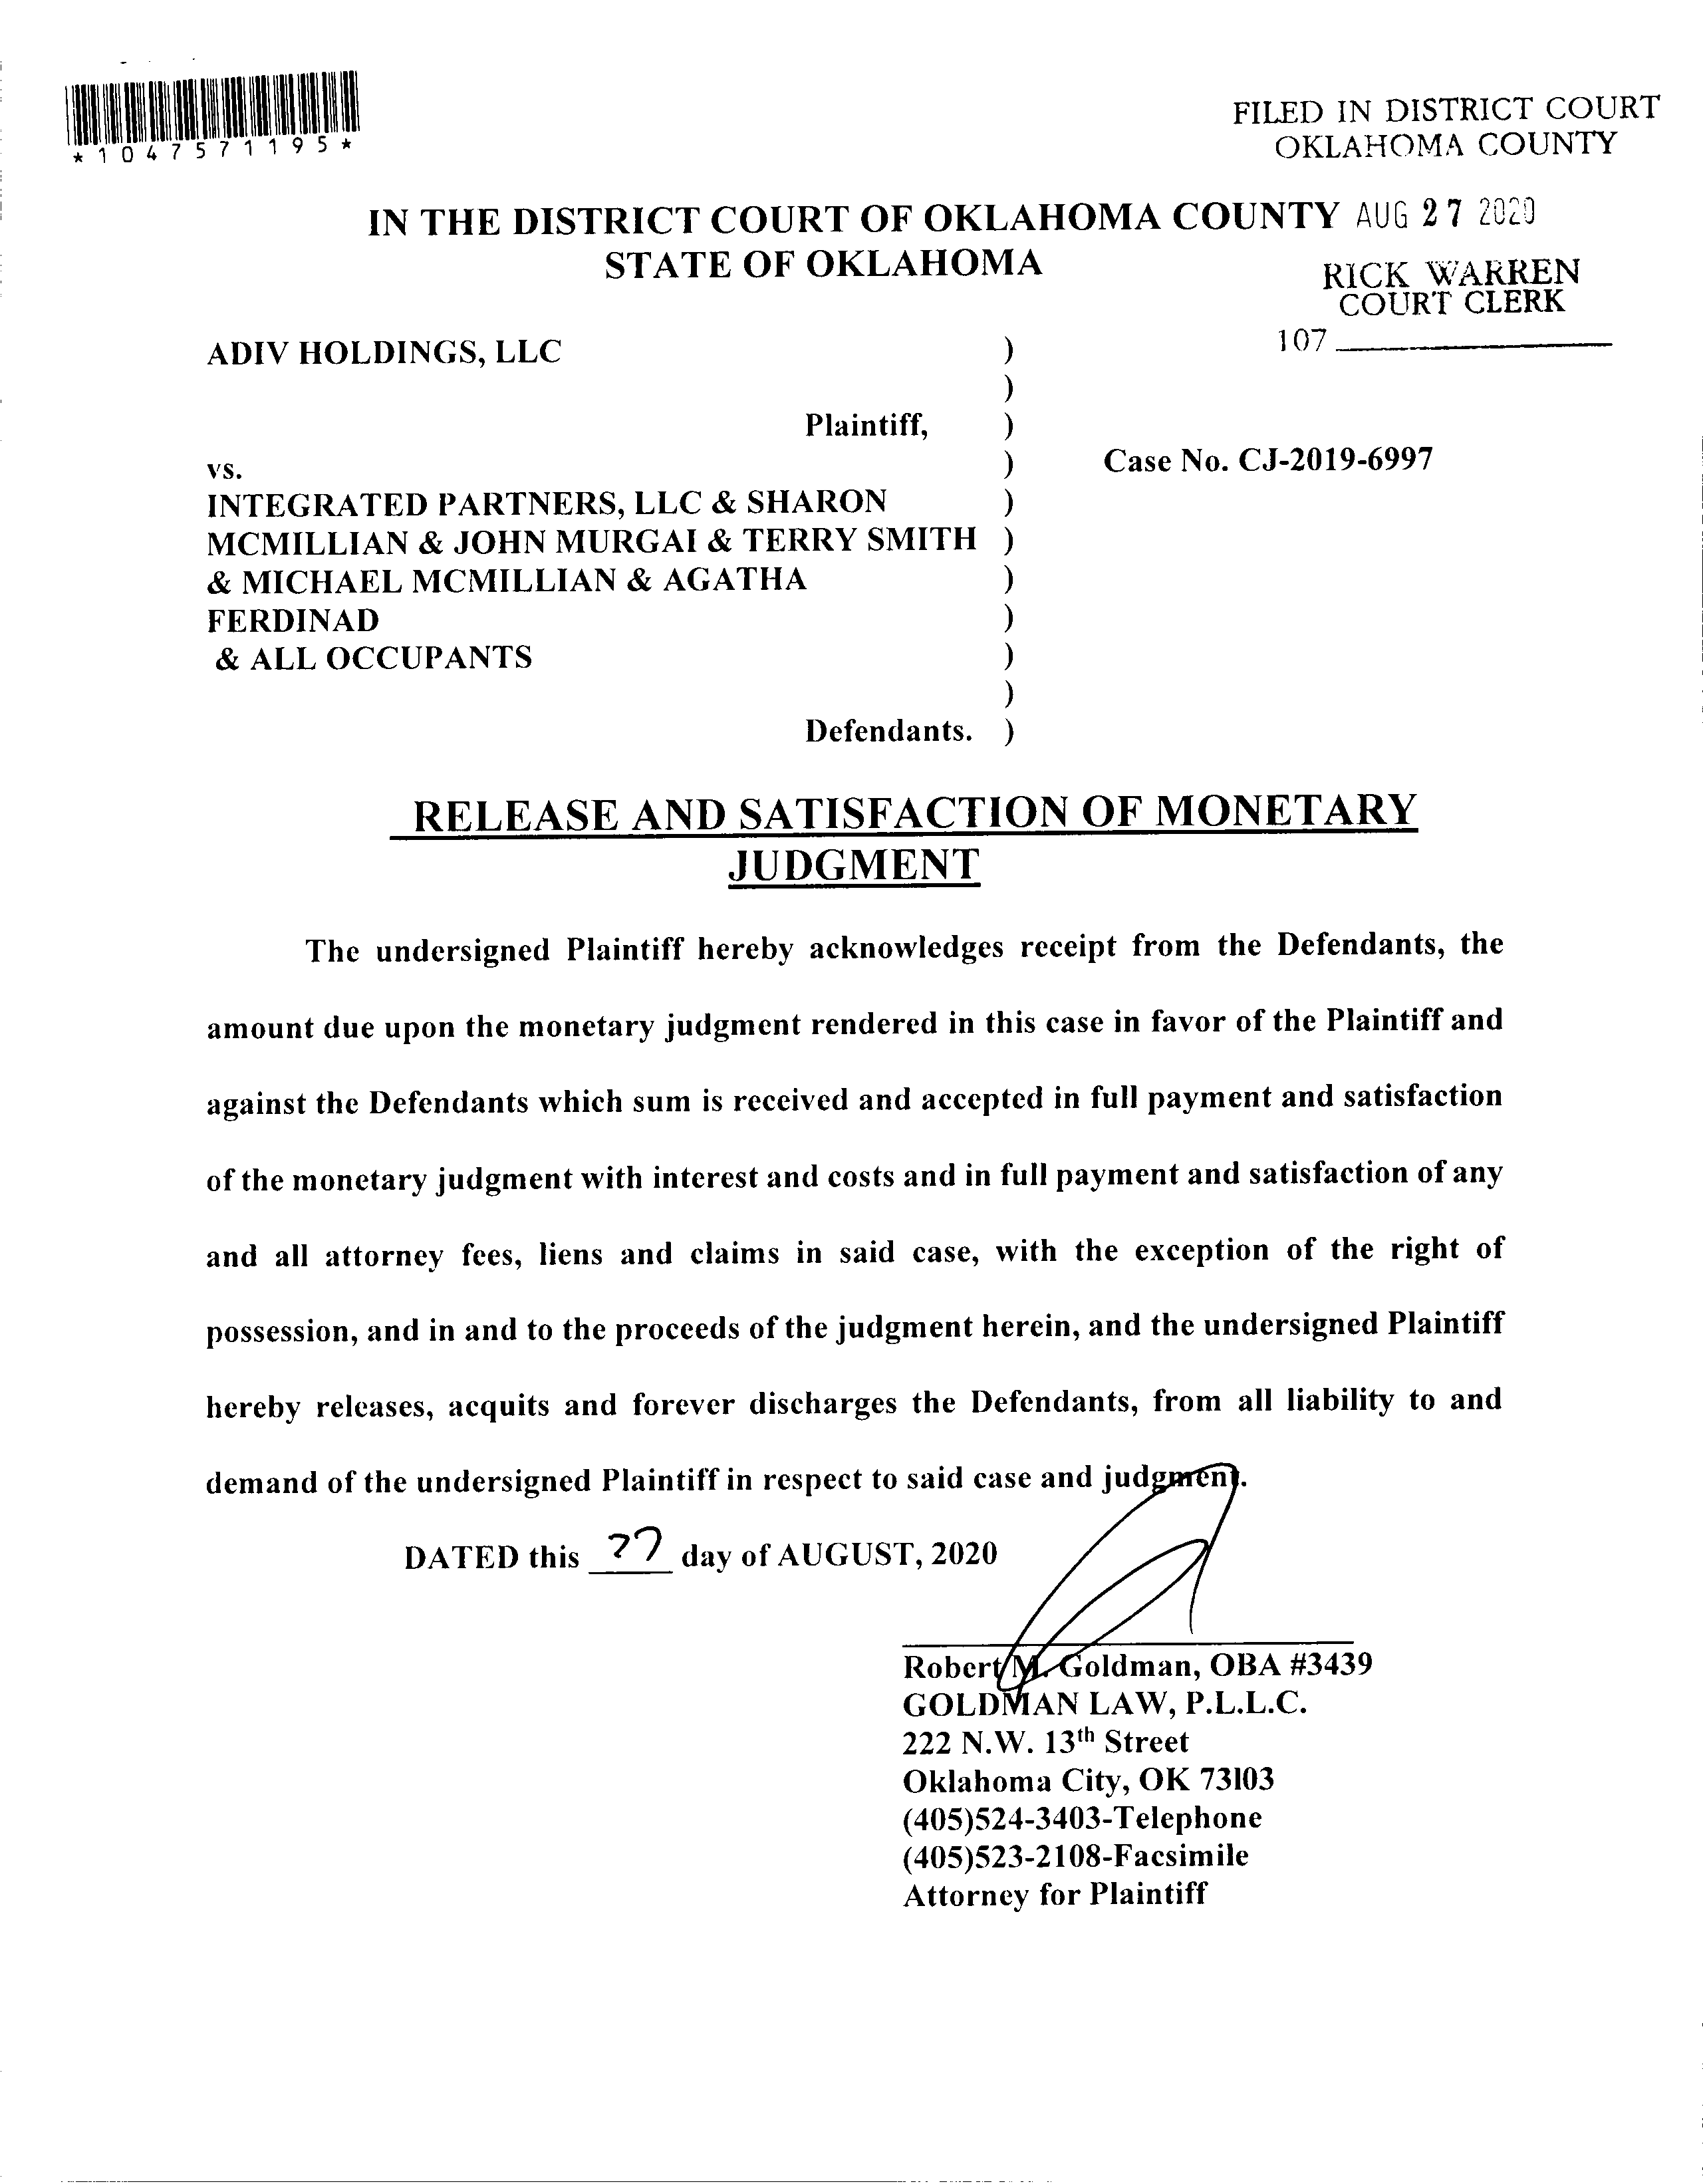 *1047571195*
FILED IN DISTRICT COURT
OKLAHOMA COUNTY
IN THE DISTRICT COURT OF OKLAHOMA COUNTY AUG 27 2020
STATE OF OKLAHOMA
RICK WARREN
COURT CLERK
107
ADIV HOLDINGS, LLC )
)
Plaintiff, )
vs. ) Case No. CJ-2019-6997
INTEGRATED PARTNERS, LLC & SHARON )
MCMILLIAN & JOHN MURGAI & TERRY SMITH )
& MICHAEL MCMILLIAN & AGATHA )
FERDINAD )
& ALL OCCUPANTS )
)
Defendants. )
RELEASE AND SATISFACTION OF MONETARY
JUDGMENT
The undersigned Plaintiff hereby acknowledges receipt from the Defendants, the
amount due upon the monetary judgment rendered in this case in favor of the Plaintiff and
against the Defendants which sum is received and accepted in full payment and satisfaction
of the monetary judgment with interest and costs and in full payment and satisfaction of any
and all attorney fees, liens and claims in said case, with the exception of the right of
possession, and in and to the proceeds of the judgment herein, and the undersigned Plaintiff
hereby releases, acquits and forever discharges the Defendants, from all liability to and
demand of the undersigned Plaintiff in respect to said case and judgment.
DATED this 27 day of AUGUST, 2020
Robert M. Goldman, OBA #3439
GOLDMAN LAW, P.L.L.C.
222 N.W. 13th Street
Oklahoma City, OK 73103
(405)524-3403-Telephone
(405)523-2108-Facsimile
Attorney for Plaintiff